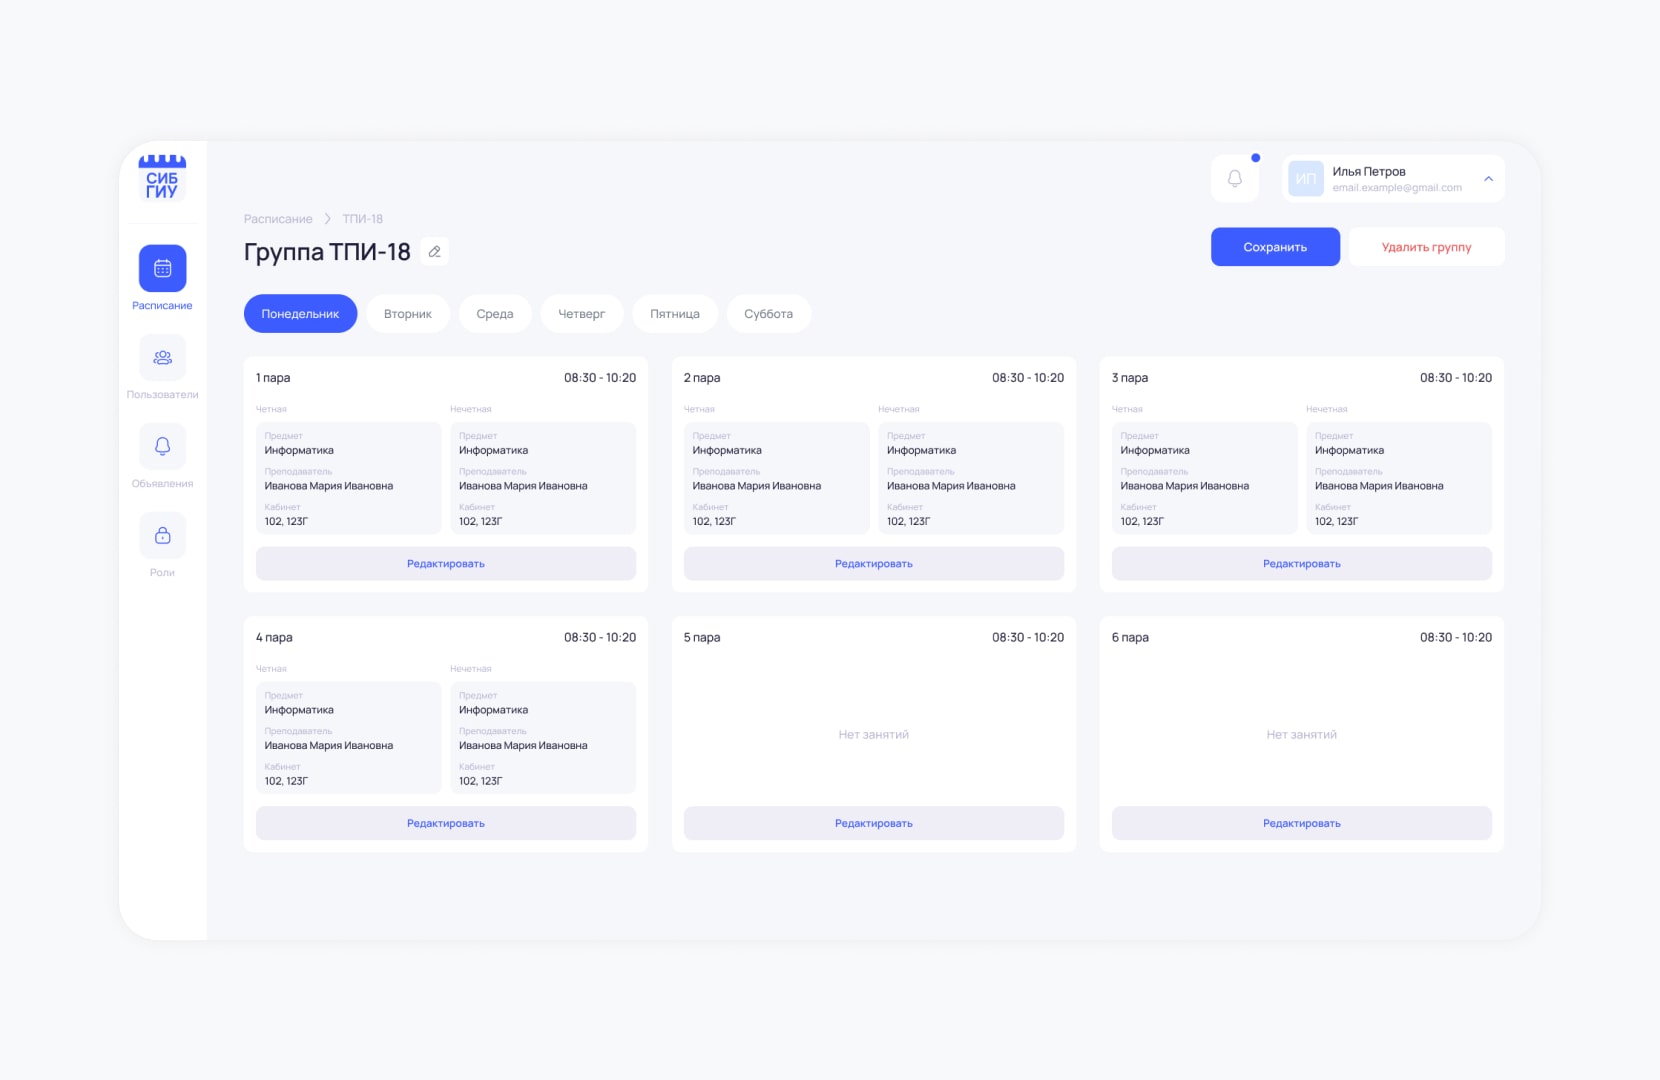 СИБ
ГИУ
Расписание
Пользователи
Объявления
Роли
ИП
Илья Петров
email.example@gmail.com
Расписание
ТПИ-18
Группа ТПИ-18
Сохранить
Удалить группу
Понедельник
Вторник
Среда
Четверг
Пятница
Суббота
1 пара
08:30 - 10:20
Четная
Предмет
Информатика
Преподаватель
Иванова Мария Ивановна
Кабинет
102, 123Г
Нечетная
Предмет
Информатика
Преподаватель
Иванова Мария Ивановна
Кабинет
102, 123Г
Редактировать
2 пара
08:30 - 10:20
Четная
Предмет
Информатика
Преподаватель
Иванова Мария Ивановна
Кабинет
102, 123Г
Нечетная
Предмет
Информатика
Преподаватель
Иванова Мария Ивановна
Кабинет
102, 123Г
Редактировать
3 пара
08:30 - 10:20
Четная
Предмет
Информатика
Преподаватель
Иванова Мария Ивановна
Кабинет
102, 123Г
Нечетная
Предмет
Информатика
Преподаватель
Иванова Мария Ивановна
Кабинет
102, 123Г
Редактировать
4 пара
08:30 - 10:20
Четная
Предмет
Информатика
Преподаватель
Иванова Мария Ивановна
Кабинет
102, 123Г
Нечетная
Предмет
Информатика
Преподаватель
Иванова Мария Ивановна
Кабинет
102, 123Г
Редактировать
5 пара
08:30 - 10:20
Нет занятий
Редактировать
6 пара
08:30 - 10:20
Нет занятий
Редактировать